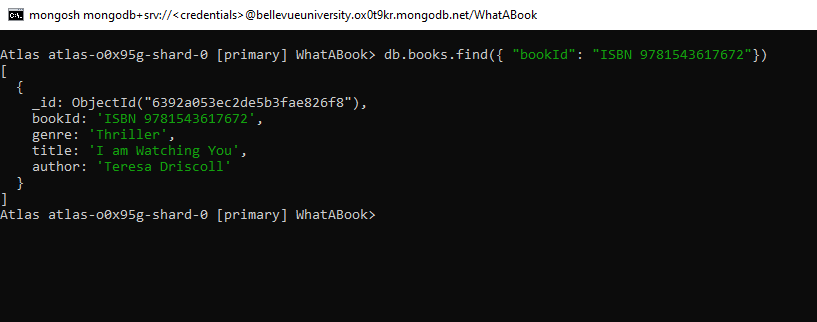 mongosh mongodb+srv://<credentials>@bellevueuniversity.ox0t9kr.mongodb.net/WhatABook
Atlas atlas-o0x95g-shard-0 [primary] WhatABook> db.books.find({ "bookId": "ISBN 9781543617672"})
[
  {
    _id: ObjectId("6392a053ec2de5b3fae826f8"),
    bookId: 'ISBN 9781543617672',
    genre: 'Thriller',
    title: 'I am Watching You',
    author: 'Teresa Driscoll'
  }
]
Atlas atlas-o0x95g-shard-0 [primary] WhatABook>